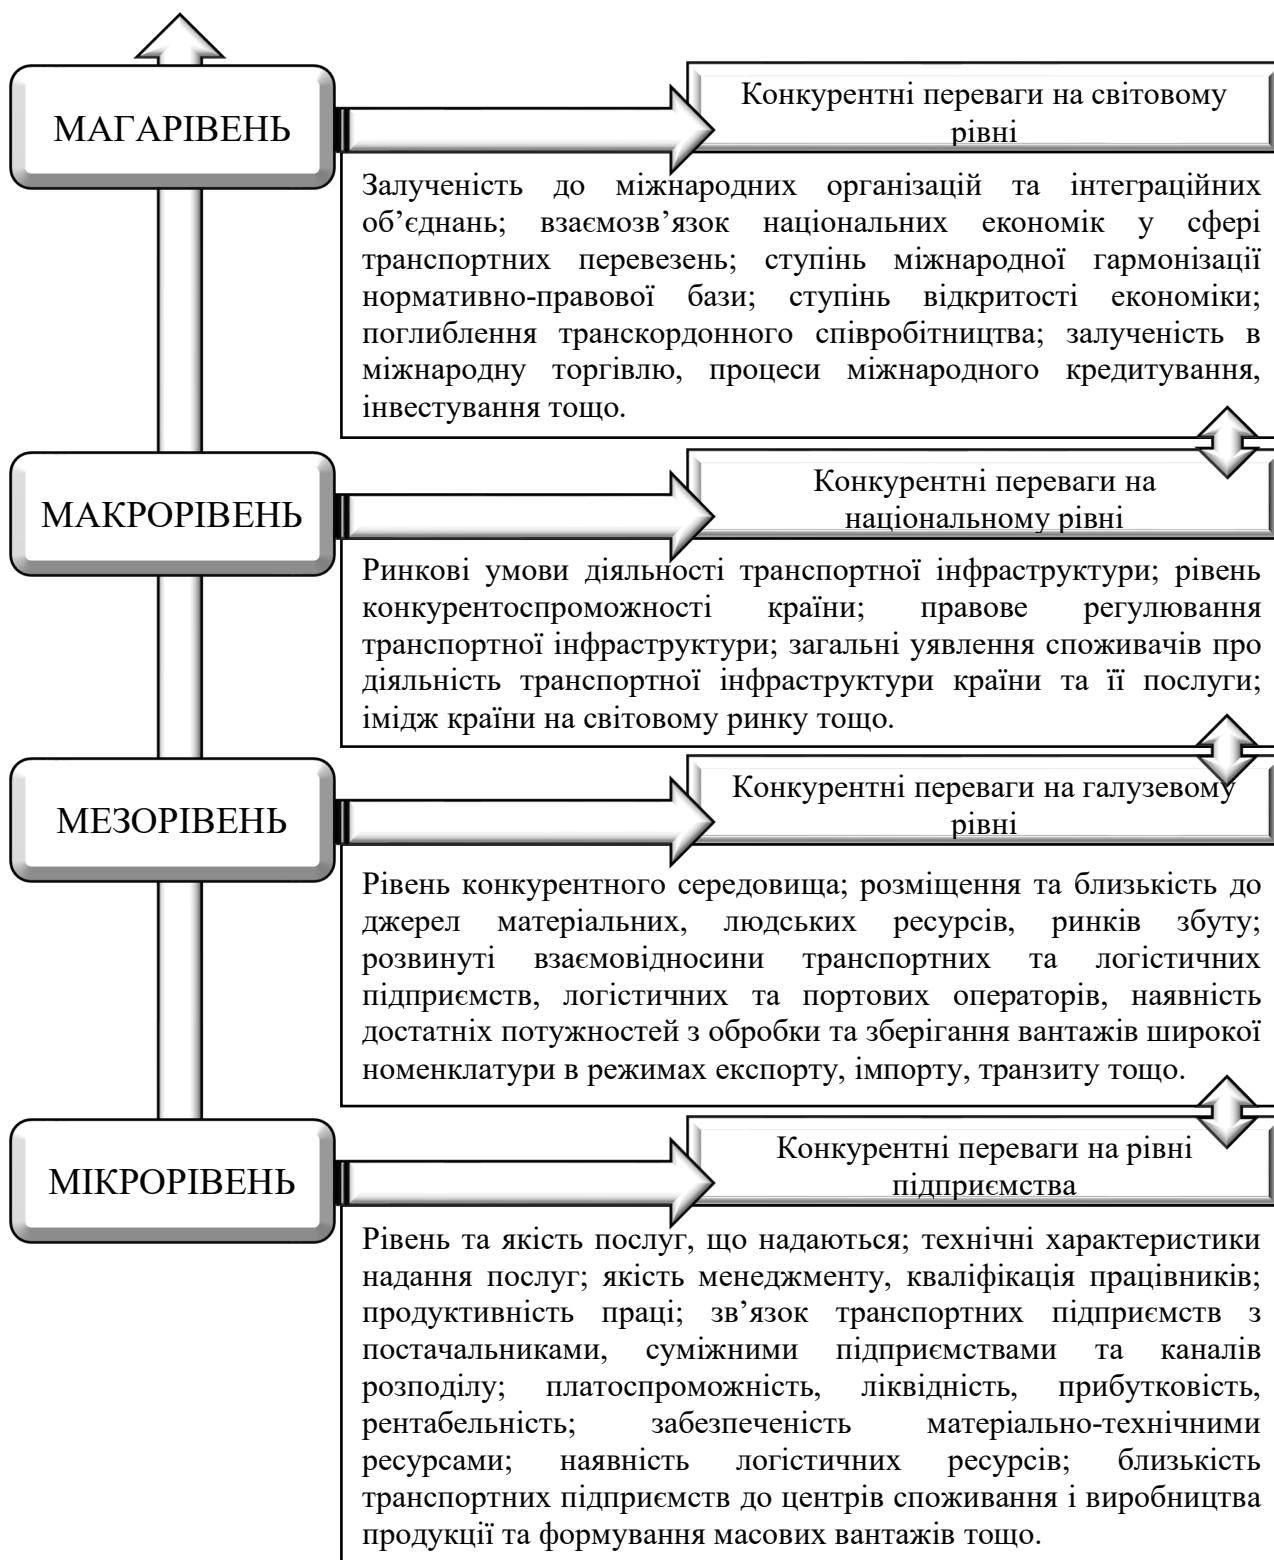 МАГАРІВЕНЬ
Конкурентні переваги на світовому
рівні
Залученість до міжнародних організацій та інтеграційних
об’єднань; взаємозв’язок національних економік у сфері
транспортних перевезень; ступінь міжнародної гармонізації
нормативно-правової бази; ступінь відкритості економіки;
поглиблення транскордонного співробітництва; залученість в
міжнародну торгівлю, процеси міжнародного кредитування,
інвестування тощо.
МАКРОРІВЕНЬ
Конкурентні переваги на
національному рівні
Ринкові умови діяльності транспортної інфраструктури; рівень
конкурентоспроможності країни; правове регулювання
транспортної інфраструктури; загальні уявлення споживачів про
діяльність транспортної інфраструктури країни та її послуги;
імідж країни на світовому ринку тощо.
МЕЗОРІВЕНЬ
Конкурентні переваги на галузевому
рівні
Рівень конкурентного середовища; розміщення та близькість до
джерел матеріальних, людських ресурсів, ринків збуту;
розвинуті взаємовідносини транспортних та логістичних
підприємств, логістичних та портових операторів, наявність
достатніх потужностей з обробки та зберігання вантажів широкої
номенклатури в режимах експорту, імпорту, транзиту тощо.
МІКРОРІВЕНЬ
Конкурентні переваги на рівні
підприємства
Рівень та якість послуг, що надаються; технічні характеристики
надання послуг; якість менеджменту, кваліфікація працівників;
продуктивність праці; зв’язок транспортних підприємств з
постачальниками, суміжними підприємствами та каналів
розподілу; платоспроможність, ліквідність, прибутковість,
рентабельність; забезпеченість матеріально-технічними
ресурсами; наявність логістичних ресурсів; близькість
транспортних підприємств до центрів споживання і виробництва
продукції та формування масових вантажів тощо.